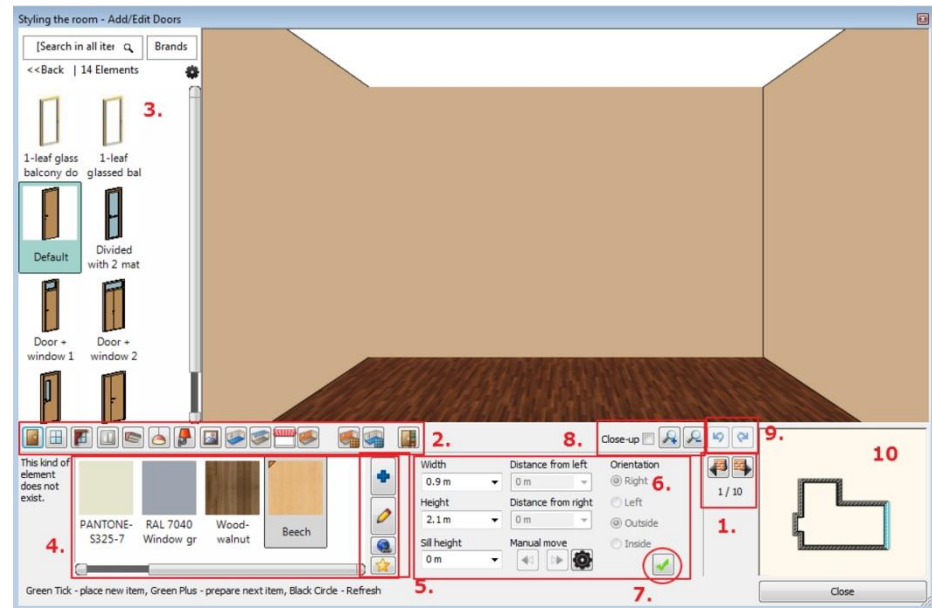 Styling the room - Add/Edit Doors
[Search in all iter
Brands
<<Back | 14 Elements
3.
1-leaf glass
balcony do
1-leaf
glassed bal
Default
Divided
with 2 mat
Door +
window 1
Door +
window 2
2.
8.
Close-up
9.
This kind of
element
does not
exist.
4.
PANTONE-
S325-7
RAL 7040
Window gr
Wood-
walnut
Beech
5.
Width
0.9 m
Height
2.1 m
Sill height
0 m
Distance from left
0 m
Distance from right
0 m
Manual move
Orientation
Right
6.
Left
Outside
Inside
7.
1 / 10
1.
10
Green Tick - place new item, Green Plus - prepare next item, Black Circle - Refresh
Close